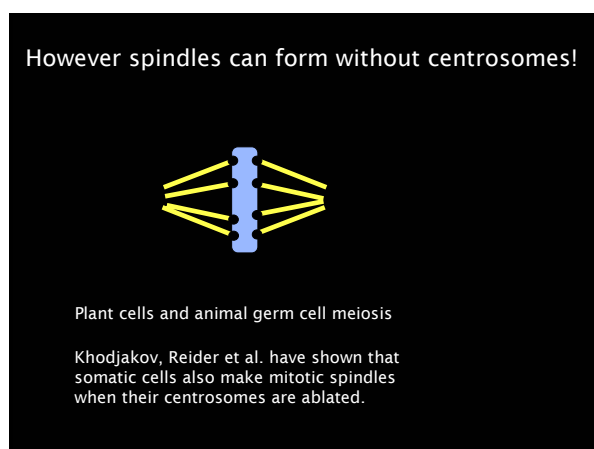 However spindles can form without centrosomes!
Plant cells and animal germ cell meiosis
Khodjakov, Reider et al. have shown that
somatic cells also make mitotic spindles
when their centrosomes are ablated.